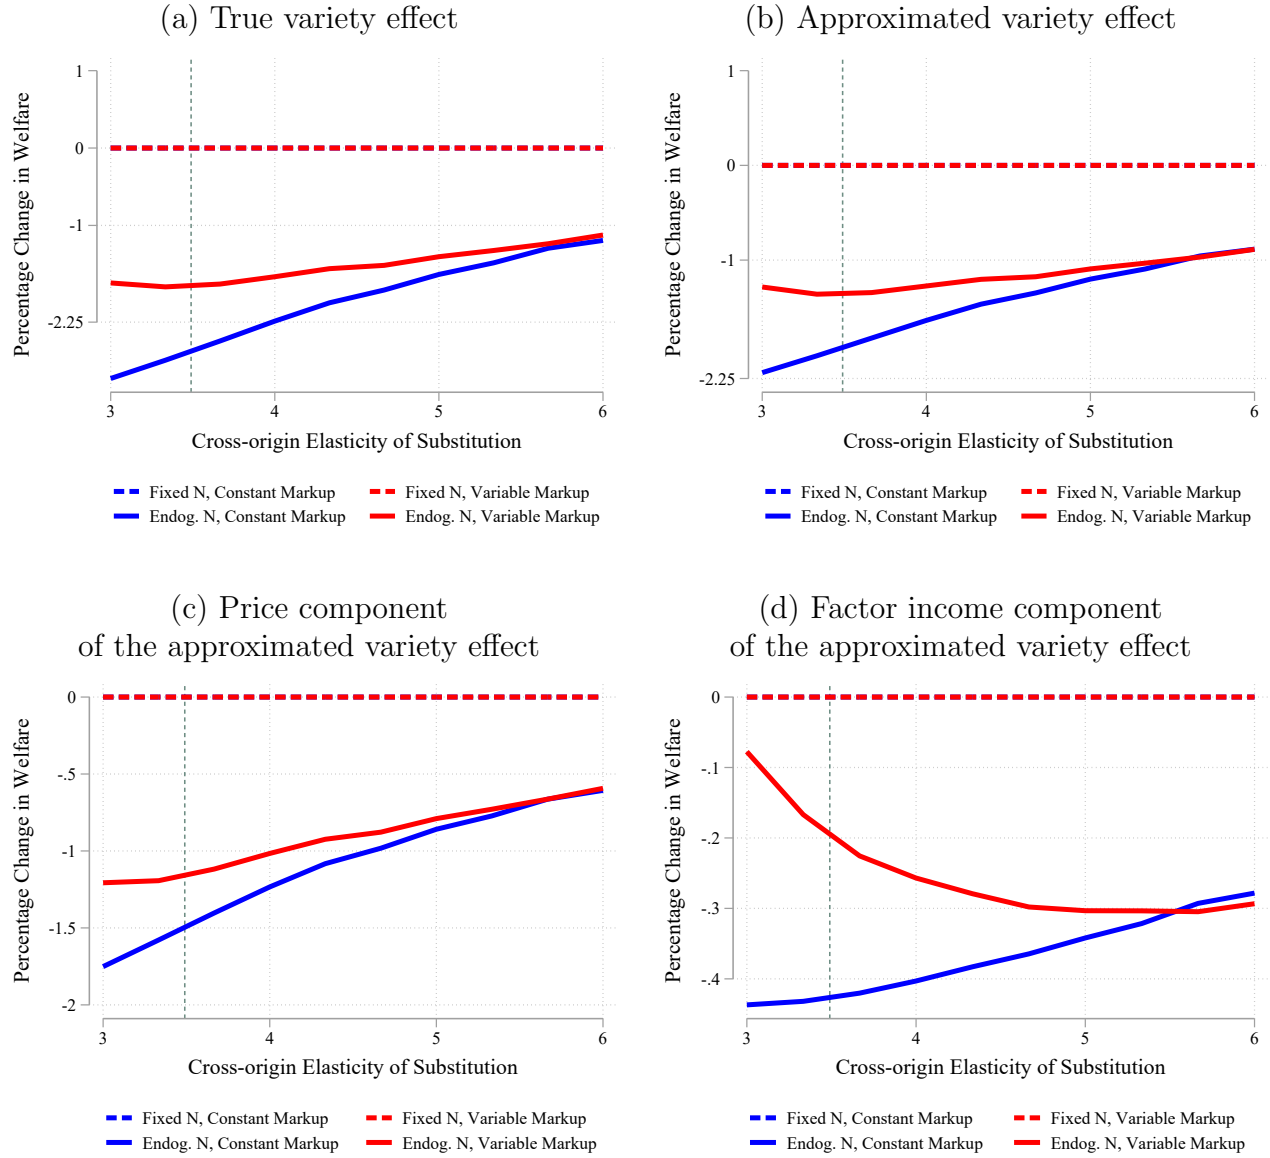 (a) True variety effect
Percentage Change in Welfare
1
0
-1
-2.25
3 4 5 6
Cross-origin Elasticity of Substitution
Fixed N, Constant Markup Fixed N, Variable Markup
Endog. N, Constant Markup Endog. N, Variable Markup
(b) Approximated variety effect
Percentage Change in Welfare
1
0
-1
-2.25
3 4 5 6
Cross-origin Elasticity of Substitution
Fixed N, Constant Markup Fixed N, Variable Markup
Endog. N, Constant Markup Endog. N, Variable Markup
(c) Price component
of the approximated variety effect
Percentage Change in Welfare
0
-.5
-1
-1.5
-2
3 4 5 6
Cross-origin Elasticity of Substitution
Fixed N, Constant Markup Fixed N, Variable Markup
Endog. N, Constant Markup Endog. N, Variable Markup
(d) Factor income component
of the approximated variety effect
Percentage Change in Welfare
0
-.1
-.2
-.3
-.4
3 4 5 6
Cross-origin Elasticity of Substitution
Fixed N, Constant Markup Fixed N, Variable Markup
Endog. N, Constant Markup Endog. N, Variable Markup